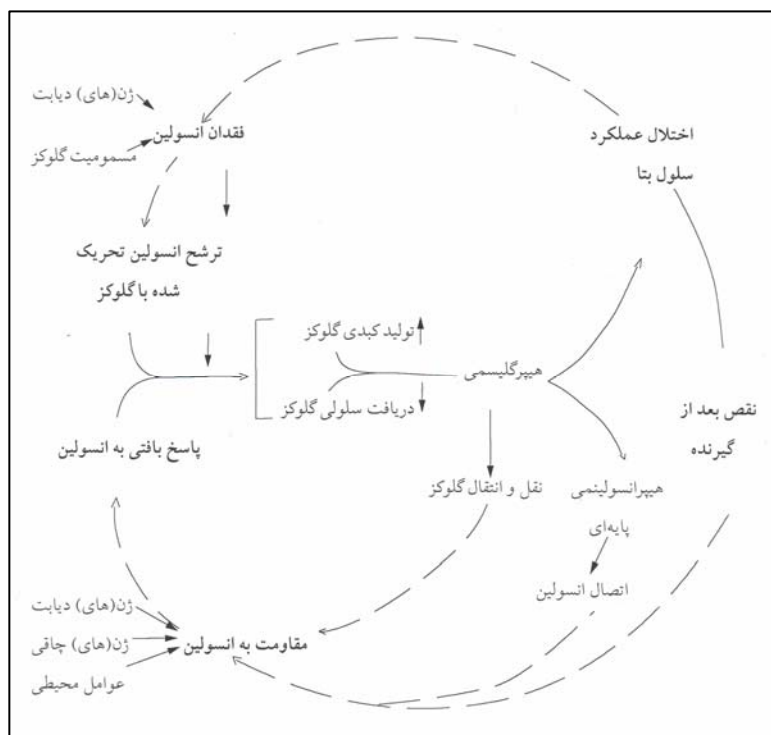 ژن(های) دیابت
فقدان انسولین
مسمومیت گلوکز
اختلال عملکرد
سلول بتا
ترشح انسولین تحریک
شده با گلوکز
تولید کبدی گلوکز
هیپرگلیسمی
دریافت سلولی گلوکز
نقص بعد از
گیرنده
پاسخ بافتی به انسولین
نقل و انتقال گلوکز
هیپرانسولینمی
پایه‌ای
اتصال انسولین
ژن(های) دیابت
ژن(های) چاقی
مقاومت به انسولین
عوامل محیطی